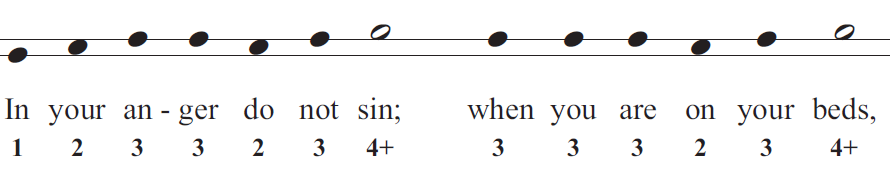 In your an - ger do not sin; when you are on your beds,
1 2 3 3 2 3 4+ 3 3 3 2 3 4+